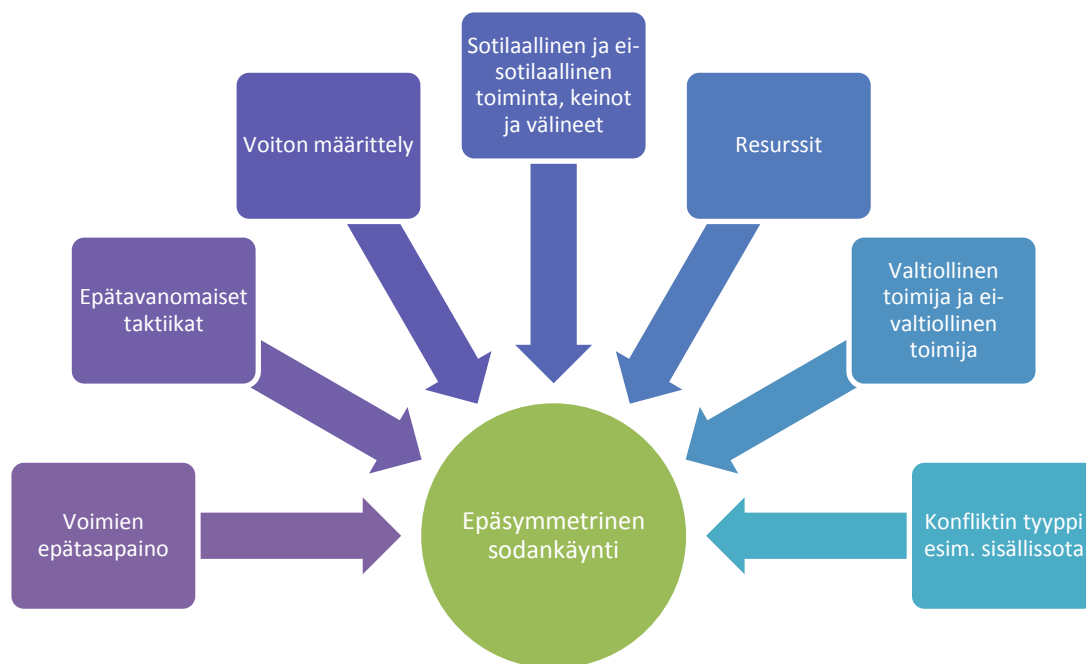 Sotilaallinen ja ei-
sotilaallinen
toiminta, keinot
ja välineet
Voiton määrittely
Resurssit
Epätavanomaiset
taktiikat
Valtiollinen
toimija ja ei-
valtiollinen
toimija
Voimien
epätasapaino
Epäsymmetrinen
sodankäynti
Konfliktin tyyppi
esim. sisällissota